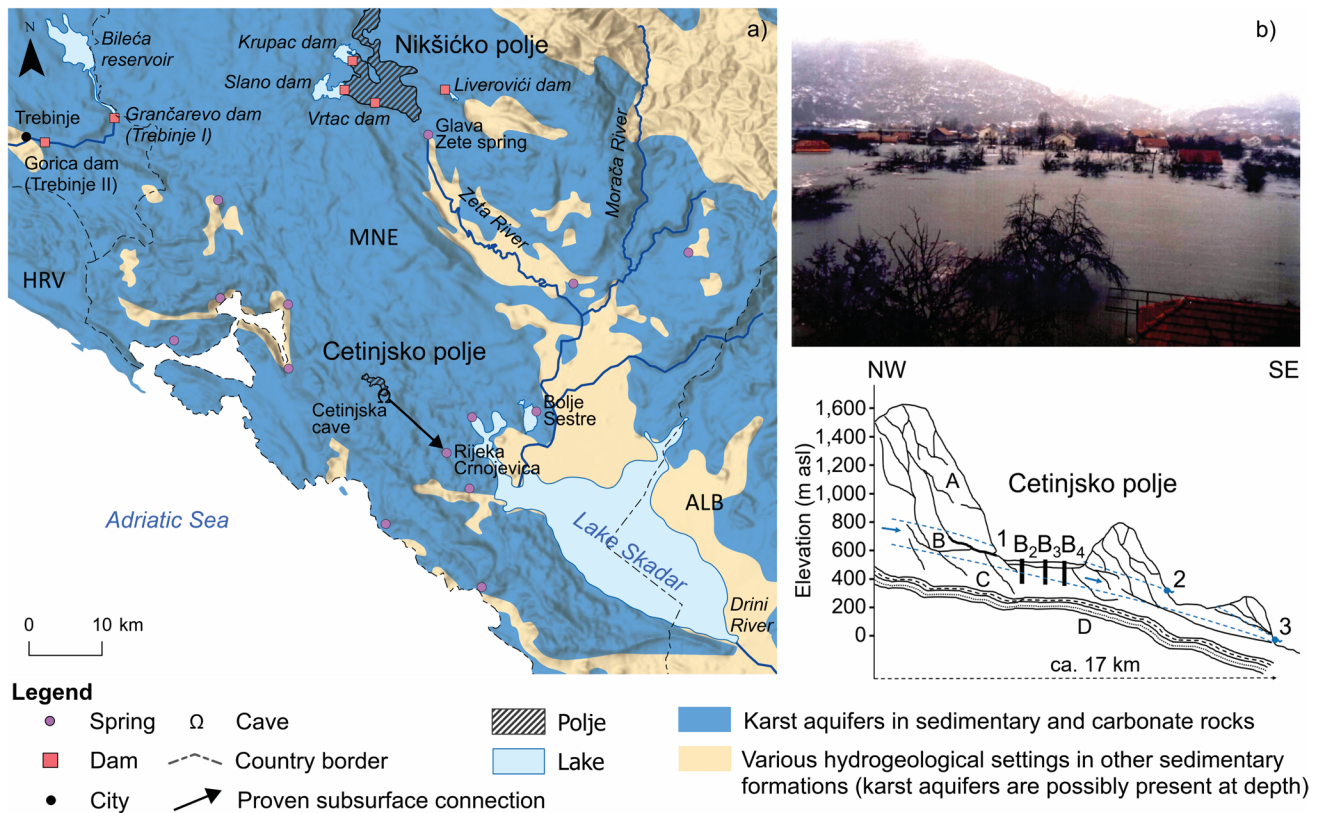 a)
N
Bileća
reservoir
Krupac dam
Nikšićko polje
Slano dam
Liverovići dam
Vrtac dam
Trebinje
Grančarevo dam
(Trebinje I)
Gorica dam
(Trebinje II)
Glava
Zete spring
Morača River
Zeta River
MNE
HRV
Cetinjsko polje
Cetinjska
cave
Bolje
Sestre
Rijeka
Crnojevica
ALB
Adriatic Sea
Lake Skadar
Drini
River
0 10 km
b)
NW SE
Elevation (m asl)
1,600
1,400
1,200
1,000
800
600
400
200
0
Cetinjsko polje
A
B
C
D
1
B2 B3 B4
2
3
ca. 17 km
Legend
Spring
Ω Cave
Polje
Karst aquifers in sedimentary and carbonate rocks
Dam
Country border
Lake
Various hydrogeological settings in other sedimentary
formations (karst aquifers are possibly present at depth)
City
Proven subsurface connection